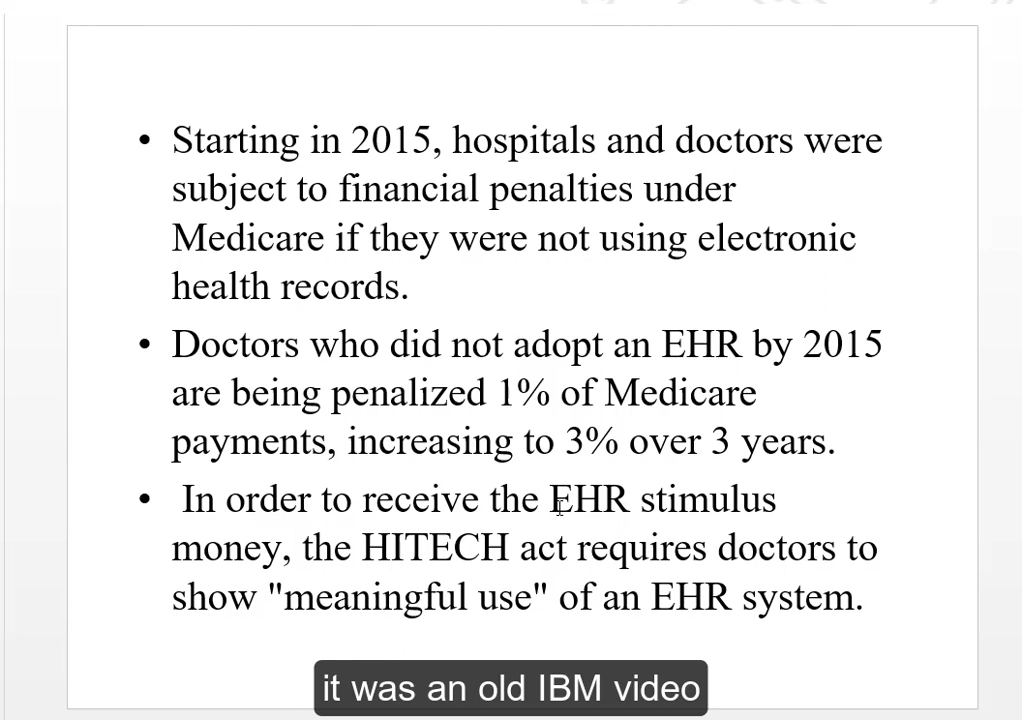 • Starting in 2015, hospitals and doctors were
subject to financial penalties under
Medicare if they were not using electronic
health records.
• Doctors who did not adopt an EHR by 2015
are being penalized 1% of Medicare
payments, increasing to 3% over 3 years.
• In order to receive the EHR stimulus
money, the HITECH act requires doctors to
show "meaningful use" of an EHR system.
it was an old IBM video